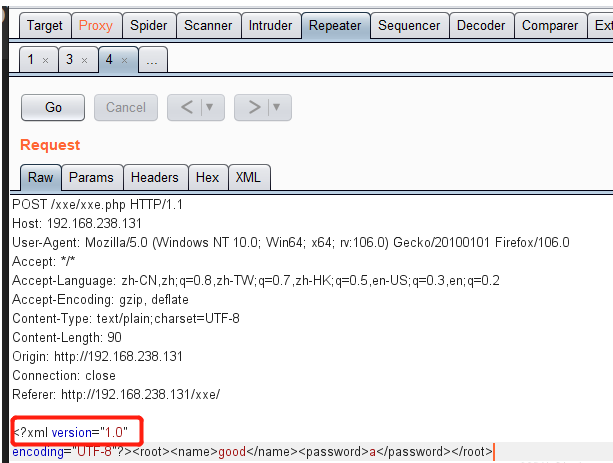 Target Proxy Spider Scanner Intruder Repeater Sequencer Decoder Comparer Ext
1 × 3 × 4 × ...
Go Cancel < ▼ > ▼
Request
Raw Params Headers Hex XML
POST /xxe/xxe.php HTTP/1.1
Host: 192.168.238.131
User-Agent: Mozilla/5.0 (Windows NT 10.0; Win64; x64; rv:106.0) Gecko/20100101 Firefox/106.0
Accept: */*
Accept-Language: zh-CN,zh;q=0.8,zh-TW;q=0.7,zh-HK;q=0.5,en-US;q=0.3,en;q=0.2
Accept-Encoding: gzip, deflate
Content-Type: text/plain;charset=UTF-8
Content-Length: 90
Origin: http://192.168.238.131
Connection: close
Referer: http://192.168.238.131/xxe/
<?xml version="1.0"
encoding="UTF-8"?><root><name>good</name><password>a</password></root>